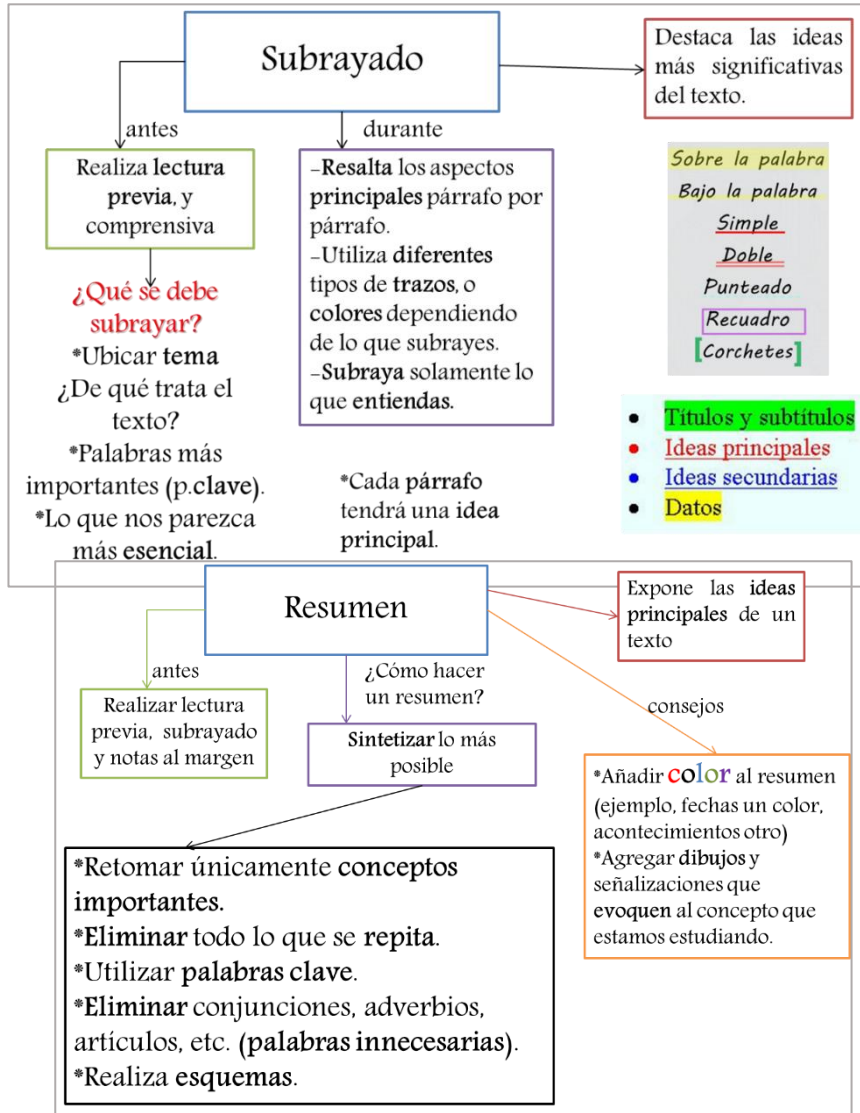 Subrayado
Destaca las ideas
más significativas
del texto.
antes
durante
Realiza lectura
previa, y
comprensiva
¿Qué se debe
subrayar?
*Ubicar tema
¿De qué trata el
texto?
*Palabras más
importantes (p.clave).
*Lo que nos parezca
más esencial.
-Resalta los aspectos
principales párrafo por
párrafo.
-Utiliza diferentes
tipos de trazos, o
colores dependiendo
de lo que subrayes.
-Subraya solamente lo
que entiendas.
*Cada párrafo
tendrá una idea
principal.
Sobre la palabra
Bajo la palabra
Simple
Doble
Punteado
Recuadro
[Corchetes]
• Títulos y subtítulos
• Ideas principales
• Ideas secundarias
• Datos
Resumen
Expone las ideas
principales de un
texto
antes
¿Cómo hacer
un resumen?
consejos
Realizar lectura
previa, subrayado
y notas al margen
Sintetizar lo más
posible
*Añadir color al resumen
(ejemplo, fechas un color,
acontecimientos otro)
*Agregar dibujos y
señalizaciones que
evoquen al concepto que
estamos estudiando.
*Retomar únicamente conceptos
importantes.
*Eliminar todo lo que se repita.
*Utilizar palabras clave.
*Eliminar conjunciones, adverbios,
artículos, etc. (palabras innecesarias).
*Realiza esquemas.